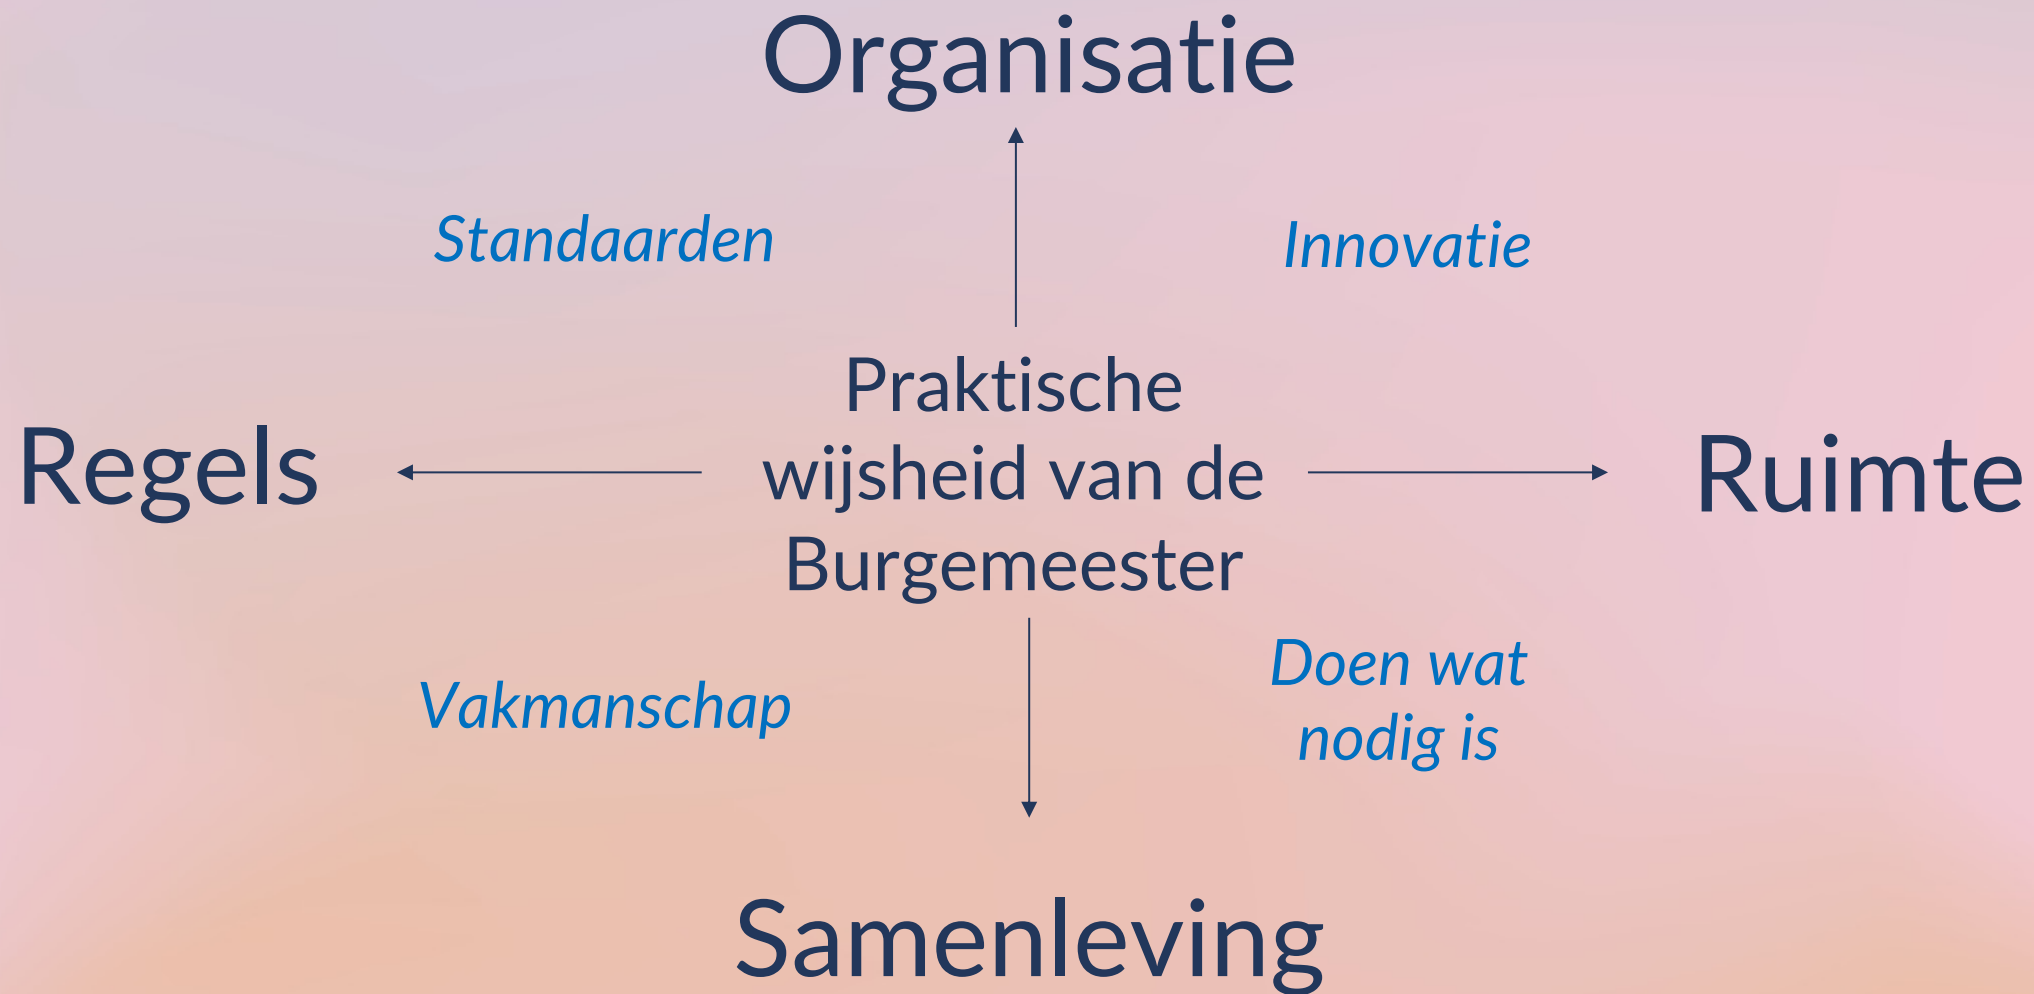 Organisatie
Standaarden
Innovatie
Praktische
wijsheid van de
Burgemeester
Regels
Ruimte
Vakmanschap
Doen wat
nodig is
Samenleving